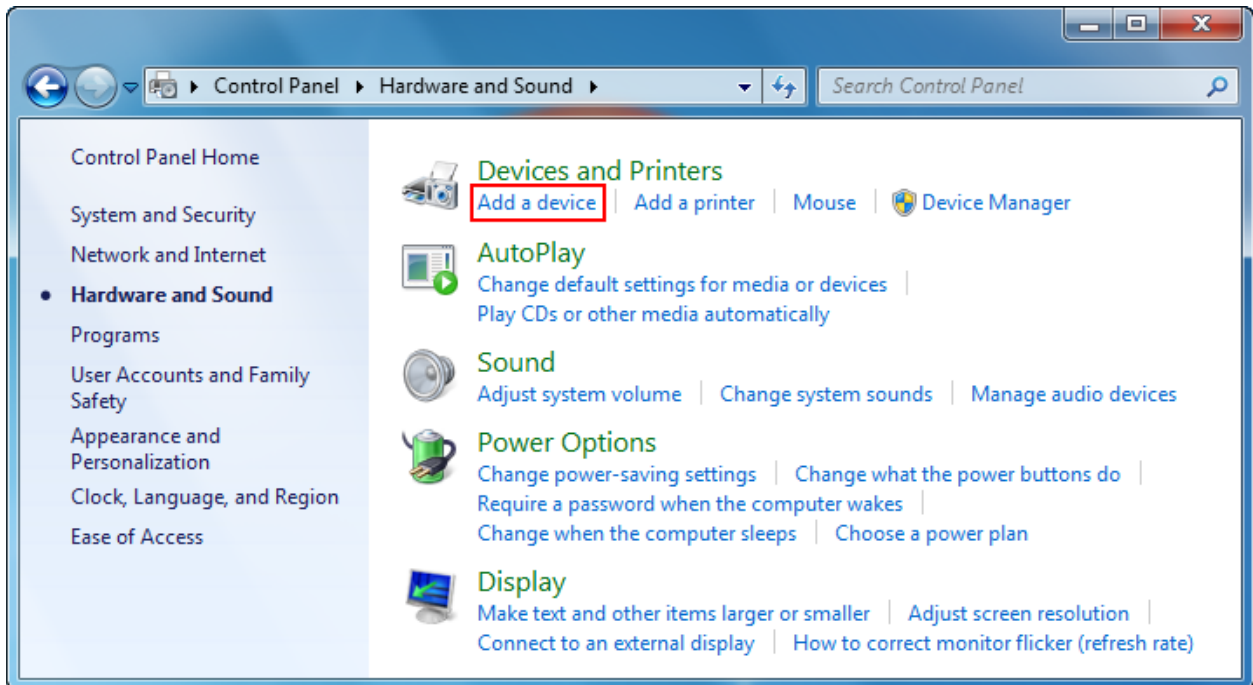 Control Panel Hardware and Sound Search Control Panel
Control Panel Home
System and Security
Network and Internet
Hardware and Sound
Programs
User Accounts and Family
Safety
Appearance and
Personalization
Clock, Language, and Region
Ease of Access
Devices and Printers
Add a device Add a printer Mouse Device Manager
AutoPlay
Change default settings for media or devices
Play CDs or other media automatically
Sound
Adjust system volume Change system sounds Manage audio devices
Power Options
Change power-saving settings Change what the power buttons do
Require a password when the computer wakes
Change when the computer sleeps Choose a power plan
Display
Make text and other items larger or smaller Adjust screen resolution
Connect to an external display How to correct monitor flicker (refresh rate)